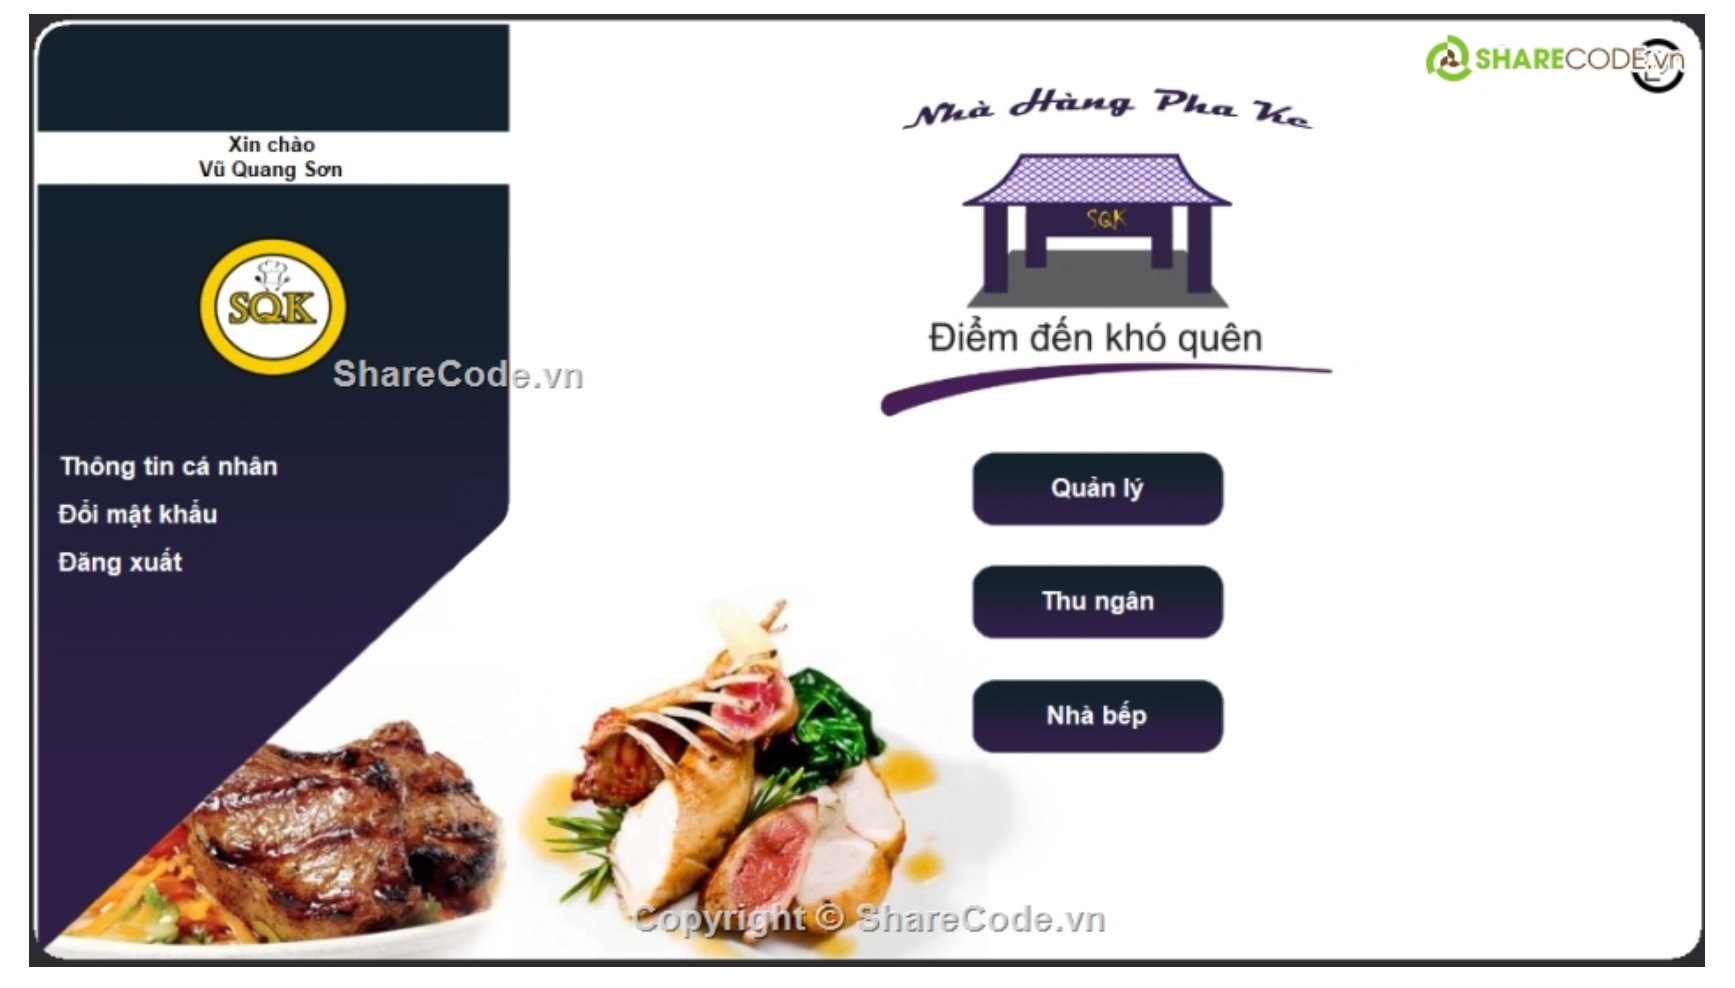 SHARECODE.vn
Nhà Hàng Pha Ke
Xin chào
Vũ Quang Sơn
SQK
SQK
Điểm đến khó quên
ShareCode.vn
Thông tin cá nhân
Đổi mật khẩu
Đăng xuất
Quản lý
Thu ngân
Nhà bếp
Copyright © ShareCode.vn